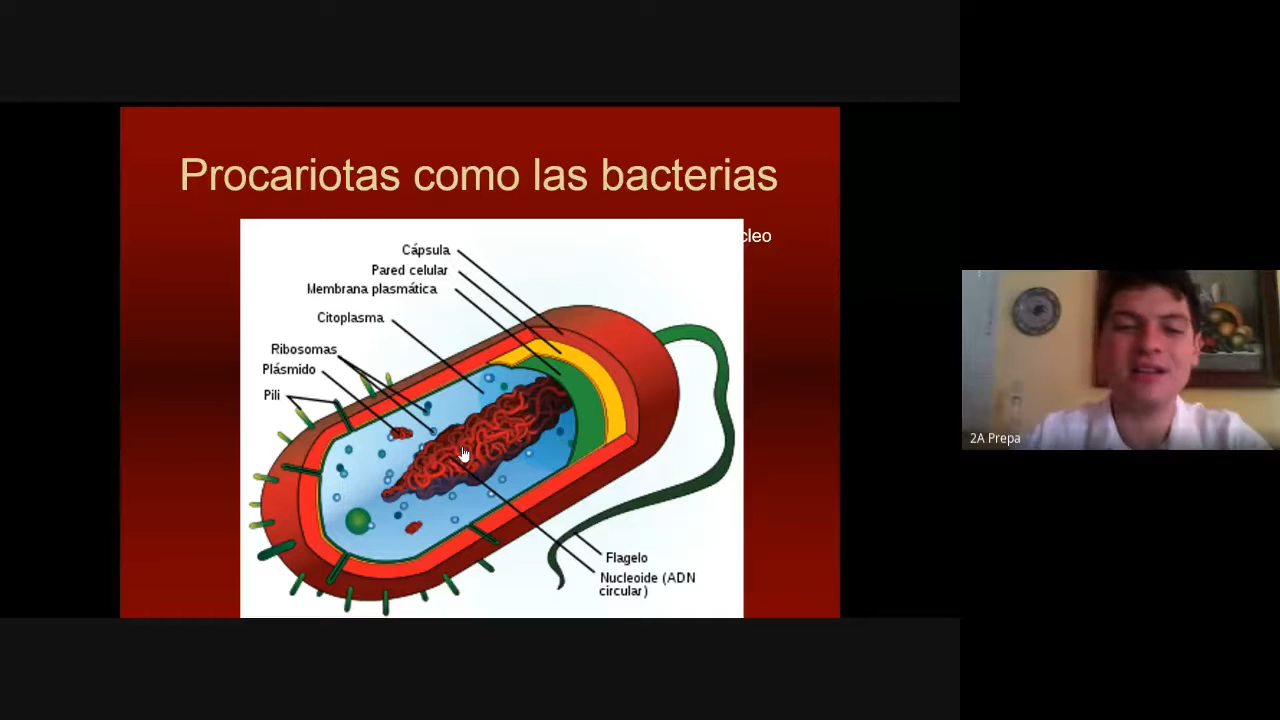 Procariotas como las bacterias
cleo
Cápsula
Pared celular
Membrana plasmática
Citoplasma
Ribosomas
Plásmido
Pili
2A Prepa
Flagelo
Nucleoide (ADN
circular)